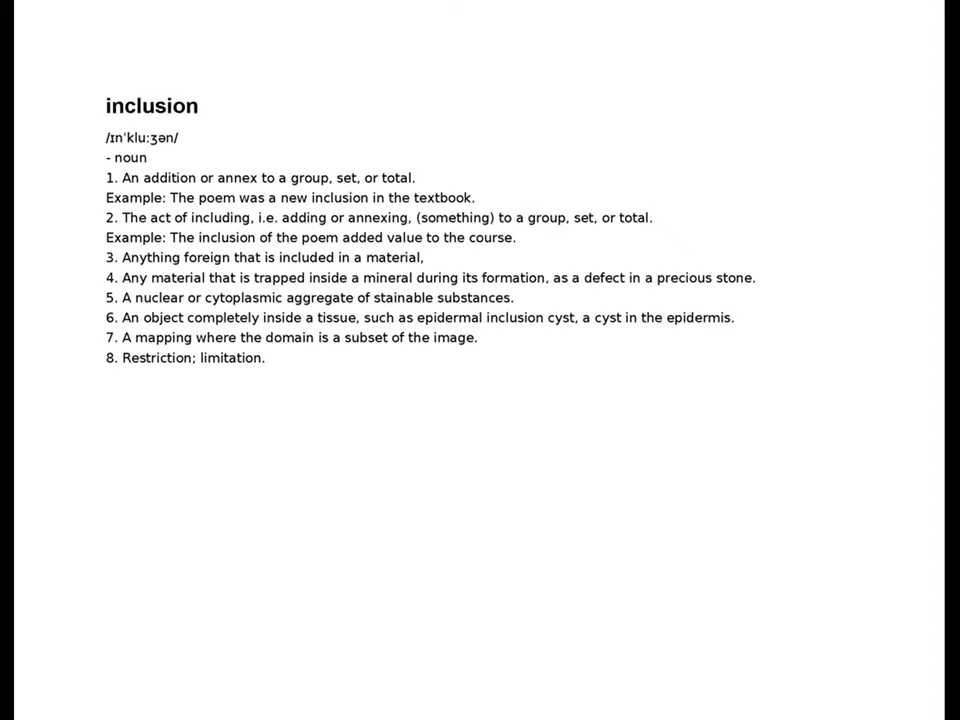 inclusion
/ɪnˈkluːʒən/
- noun
1. An addition or annex to a group, set, or total.
Example: The poem was a new inclusion in the textbook.
2. The act of including, i.e. adding or annexing, (something) to a group, set, or total.
Example: The inclusion of the poem added value to the course.
3. Anything foreign that is included in a material,
4. Any material that is trapped inside a mineral during its formation, as a defect in a precious stone.
5. A nuclear or cytoplasmic aggregate of stainable substances.
6. An object completely inside a tissue, such as epidermal inclusion cyst, a cyst in the epidermis.
7. A mapping where the domain is a subset of the image.
8. Restriction; limitation.